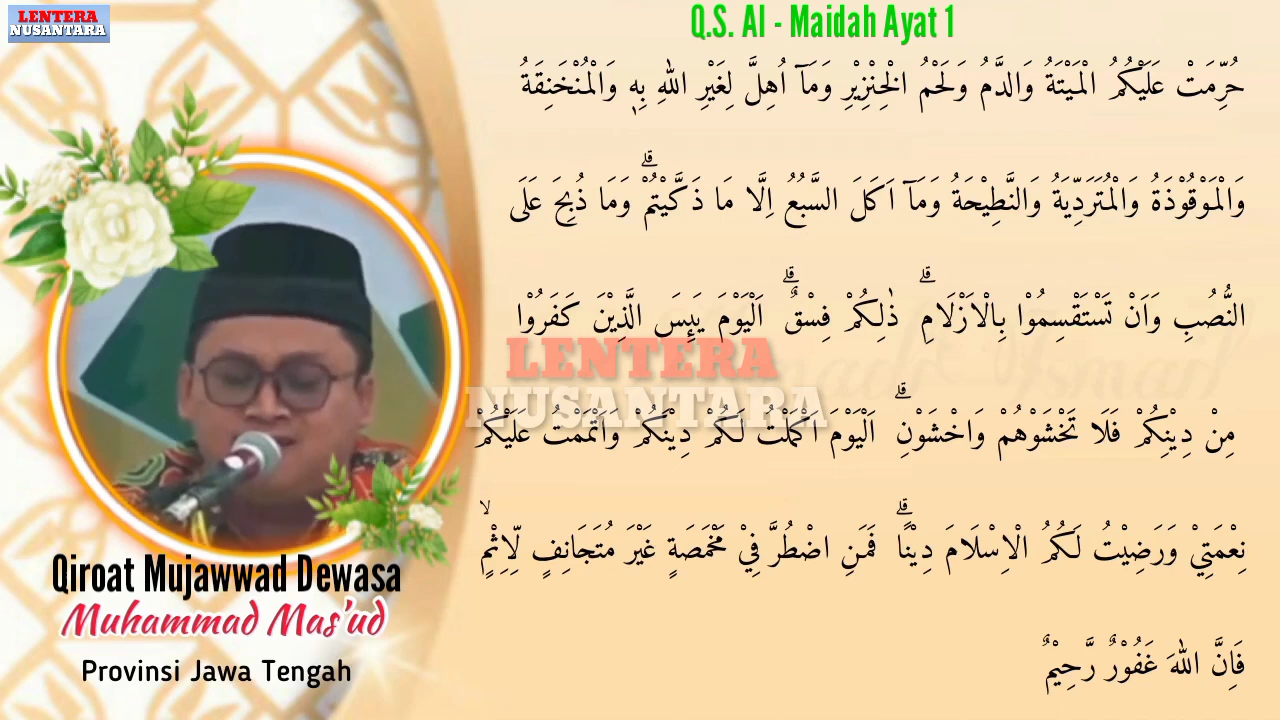 LENTERA
NUSANTARA
Q.S. Al - Maidah Ayat 1
حُرِّمَتْ عَلَيْكُمُ الْمَيْتَةُ وَالدَّمُ وَلَحْمُ الْخِنْزِيْرِ وَمَآ اُهِلَّ لِغَيْرِ اللّٰهِ بِهٖ وَالْمُنْخَنِقَةُ
وَالْمَوْقُوْذَةُ وَالْمُتَرَدِّيَةُ وَالنَّطِيْحَةُ وَمَآ اَكَلَ السَّبُعُ اِلَّا مَا ذَكَّيْتُمْۗ وَمَا ذُبِحَ عَلَى
النُّصُبِ وَاَنْ تَسْتَقْسِمُوْا بِالْاَزْلَامِۗ ذٰلِكُمْ فِسْقٌۗ اَلْيَوْمَ يَىِٕسَ الَّذِيْنَ كَفَرُوْا
LENTERA
NUSANTARA
مِنْ دِيْنِكُمْ فَلَا تَخْشَوْهُمْ وَاخْشَوْنِۗ اَلْيَوْمَ اَكْمَلْتُ لَكُمْ دِيْنَكُمْ وَاَتْمَمْتُ عَلَيْكُمْ
نِعْمَتِيْ وَرَضِيْتُ لَكُمُ الْاِسْلَامَ دِيْنًاۗ فَمَنِ اضْطُرَّ فِيْ مَخْمَصَةٍ غَيْرَ مُتَجَانِفٍ لِّاِثْمٍۙ
فَاِنَّ اللّٰهَ غَفُوْرٌ رَّحِيْمٌ
Qiroat Mujawwad Dewasa
Muhammad Mas'ud
Provinsi Jawa Tengah